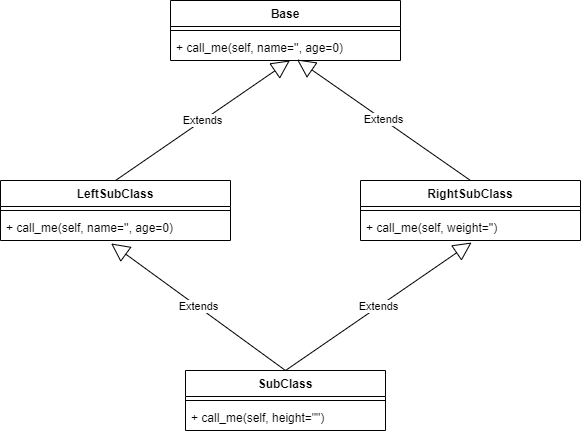 Base
+ call_me(self, name='', age=0)
Extends
Extends
LeftSubClass
+ call_me(self, name='', age=0)
RightSubClass
+ call_me(self, weight='')
Extends
Extends
SubClass
+ call_me(self, height="")